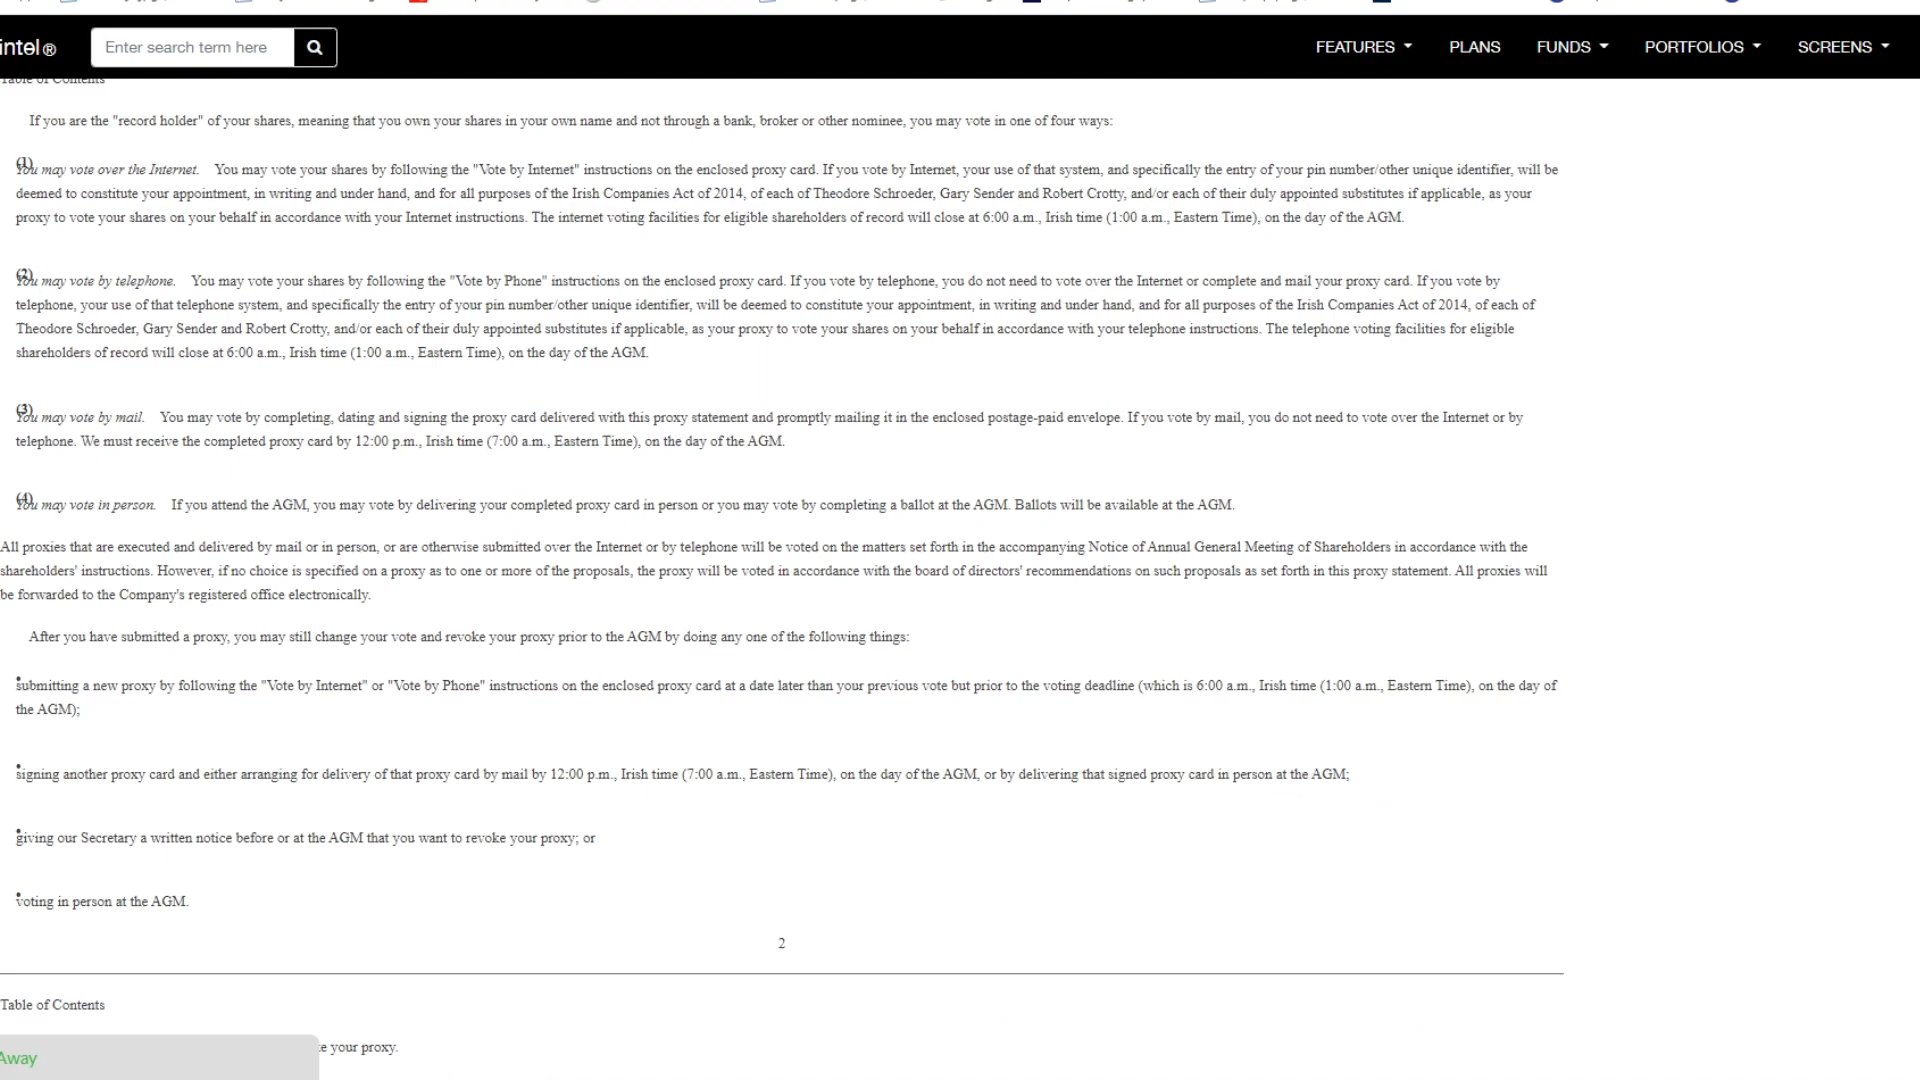 intel®
Enter search term here
FEATURES PLANS FUNDS PORTFOLIOS SCREENS
Table of Contents
If you are the "record holder" of your shares, meaning that you own your shares in your own name and not through a bank, broker or other nominee, you may vote in one of four ways:
(1)
You may vote over the Internet. You may vote your shares by following the "Vote by Internet" instructions on the enclosed proxy card. If you vote by Internet, your use of that system, and specifically the entry of your pin number/other unique identifier, will be
deemed to constitute your appointment, in writing and under hand, and for all purposes of the Irish Companies Act of 2014, of each of Theodore Schroeder, Gary Sender and Robert Crotty, and/or each of their duly appointed substitutes if applicable, as your
proxy to vote your shares on your behalf in accordance with your Internet instructions. The internet voting facilities for eligible shareholders of record will close at 6:00 a.m., Irish time (1:00 a.m., Eastern Time), on the day of the AGM.
(2)
You may vote by telephone. You may vote your shares by following the "Vote by Phone" instructions on the enclosed proxy card. If you vote by telephone, you do not need to vote over the Internet or complete and mail your proxy card. If you vote by
telephone, your use of that telephone system, and specifically the entry of your pin number/other unique identifier, will be deemed to constitute your appointment, in writing and under hand, and for all purposes of the Irish Companies Act of 2014, of each of
Theodore Schroeder, Gary Sender and Robert Crotty, and/or each of their duly appointed substitutes if applicable, as your proxy to vote your shares on your behalf in accordance with your telephone instructions. The telephone voting facilities for eligible
shareholders of record will close at 6:00 a.m., Irish time (1:00 a.m., Eastern Time), on the day of the AGM.
(3)
You may vote by mail. You may vote by completing, dating and signing the proxy card delivered with this proxy statement and promptly mailing it in the enclosed postage-paid envelope. If you vote by mail, you do not need to vote over the Internet or by
telephone. We must receive the completed proxy card by 12:00 p.m., Irish time (7:00 a.m., Eastern Time), on the day of the AGM.
(4)
You may vote in person. If you attend the AGM, you may vote by delivering your completed proxy card in person or you may vote by completing a ballot at the AGM. Ballots will be available at the AGM.
All proxies that are executed and delivered by mail or in person, or are otherwise submitted over the Internet or by telephone will be voted on the matters set forth in the accompanying Notice of Annual General Meeting of Shareholders in accordance with the
shareholders' instructions. However, if no choice is specified on a proxy as to one or more of the proposals, the proxy will be voted in accordance with the board of directors' recommendations on such proposals as set forth in this proxy statement. All proxies will
be forwarded to the Company's registered office electronically.
After you have submitted a proxy, you may still change your vote and revoke your proxy prior to the AGM by doing any one of the following things:
• submitting a new proxy by following the "Vote by Internet" or "Vote by Phone" instructions on the enclosed proxy card at a date later than your previous vote but prior to the voting deadline (which is 6:00 a.m., Irish time (1:00 a.m., Eastern Time), on the day of
the AGM);
• signing another proxy card and either arranging for delivery of that proxy card by mail by 12:00 p.m., Irish time (7:00 a.m., Eastern Time), on the day of the AGM, or by delivering that signed proxy card in person at the AGM;
• giving our Secretary a written notice before or at the AGM that you want to revoke your proxy; or
• voting in person at the AGM.
2
Table of Contents
your proxy.
Away